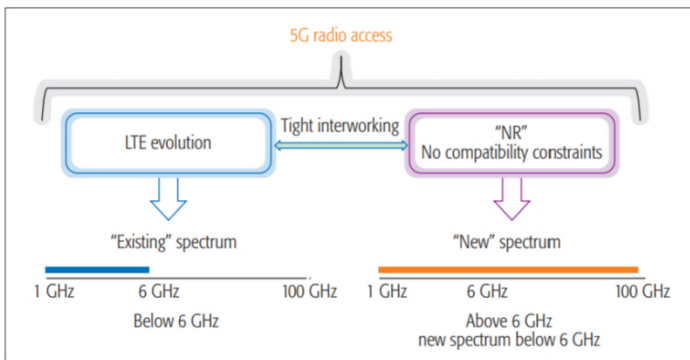 5G radio access
LTE evolution
Tight interworking
“NR”
No compatibility constraints
“Existing” spectrum
“New” spectrum
1 GHz 6 GHz 100 GHz
1 GHz 6 GHz 100 GHz
Below 6 GHz
Above 6 GHz
new spectrum below 6 GHz